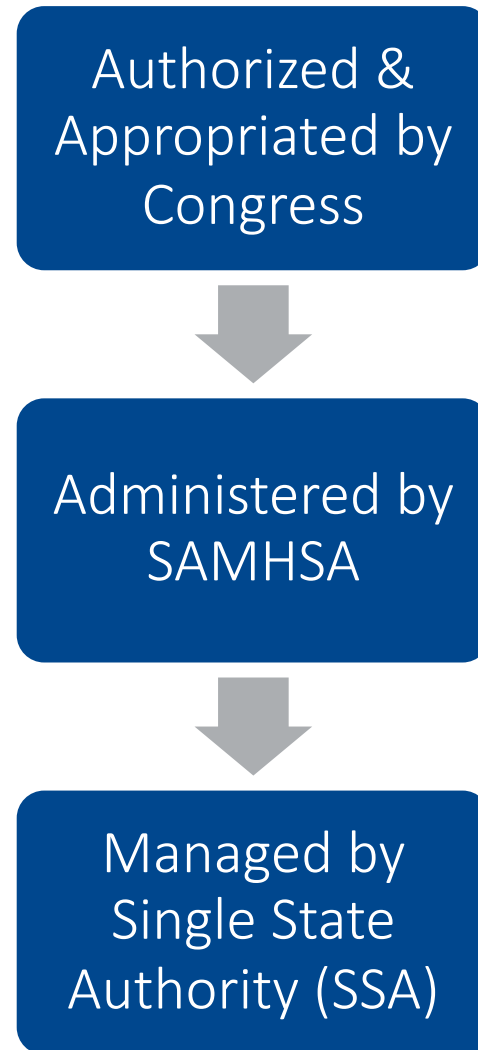 Authorized &
Appropriated by
Congress
Administered by
SAMHSA
Managed by
Single State
Authority (SSA)